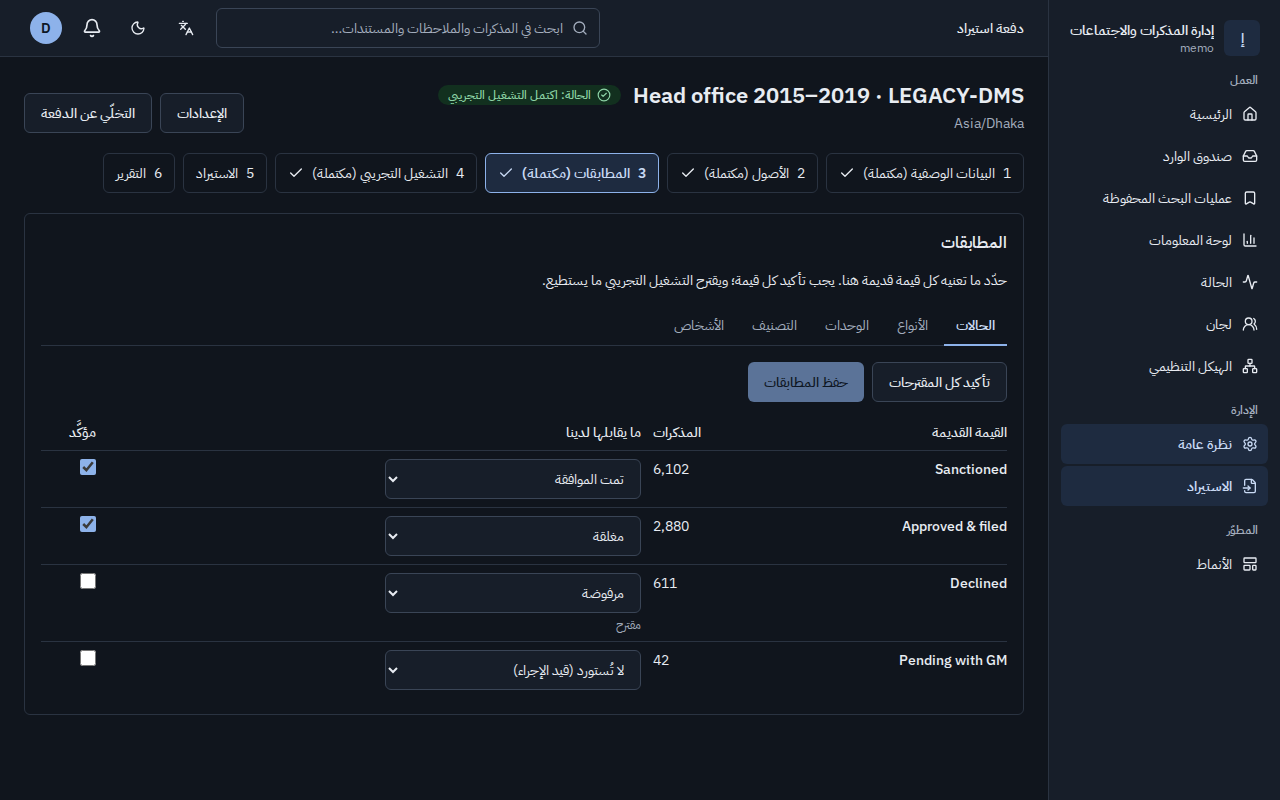 إدارة المذكرات والاجتماعات
memo
إ
العمل
الرئيسية
صندوق الوارد
عمليات البحث المحفوظة
لوحة المعلومات
الحالة
لجان
الهيكل التنظيمي
الإدارة
نظرة عامة
الاستيراد
المطوّر
الأنماط
دفعة استيراد
ابحث في المذكرات والملاحظات والمستندات...
D
Head office 2015–2019 · LEGACY-DMS
الحالة: اكتمل التشغيل التجريبي
Asia/Dhaka
الإعدادات
التخلّي عن الدفعة
1 البيانات الوصفية (مكتملة)
2 الأصول (مكتملة)
3 المطابقات (مكتملة)
4 التشغيل التجريبي (مكتملة)
5 الاستيراد
6 التقرير
المطابقات
حدّد ما تعنيه كل قيمة قديمة هنا. يجب تأكيد كل قيمة؛ ويقترح التشغيل التجريبي ما يستطيع.
الحالات
الأنواع
الوحدات
التصنيف
الأشخاص
تأكيد كل المقترحات
حفظ المطابقات
القيمة القديمة المذكرات ما يقابلها لدينا مؤكَّد
Sanctioned 6,102 تمت الموافقة
Approved & filed 2,880 مغلقة
Declined 611 مرفوضة
مقترح
Pending with GM 42 لا تُستورد (قيد الإجراء)